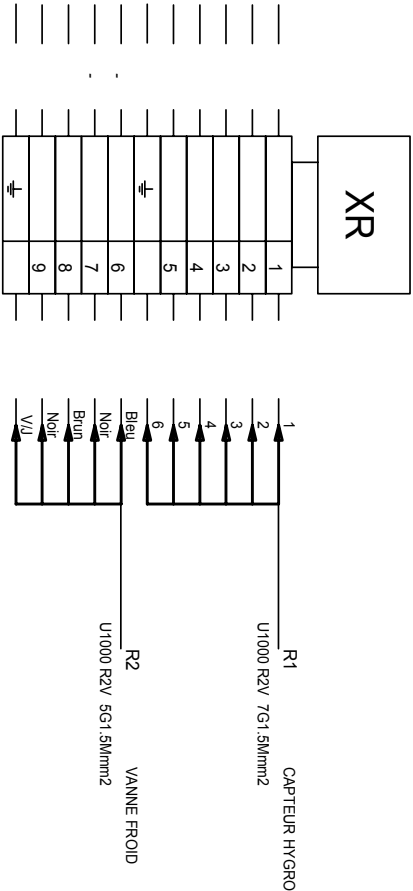 XR
1
2
3
4
5
6
7
8
9
1
2
3
4
5
6
Bleu
Noir
Brun
Noir
V/J
R1
U1000 R2V 7G1.5Mmm2
CAPTEUR HYGRO
R2
U1000 R2V 5G1.5Mmm2
VANNE FROID